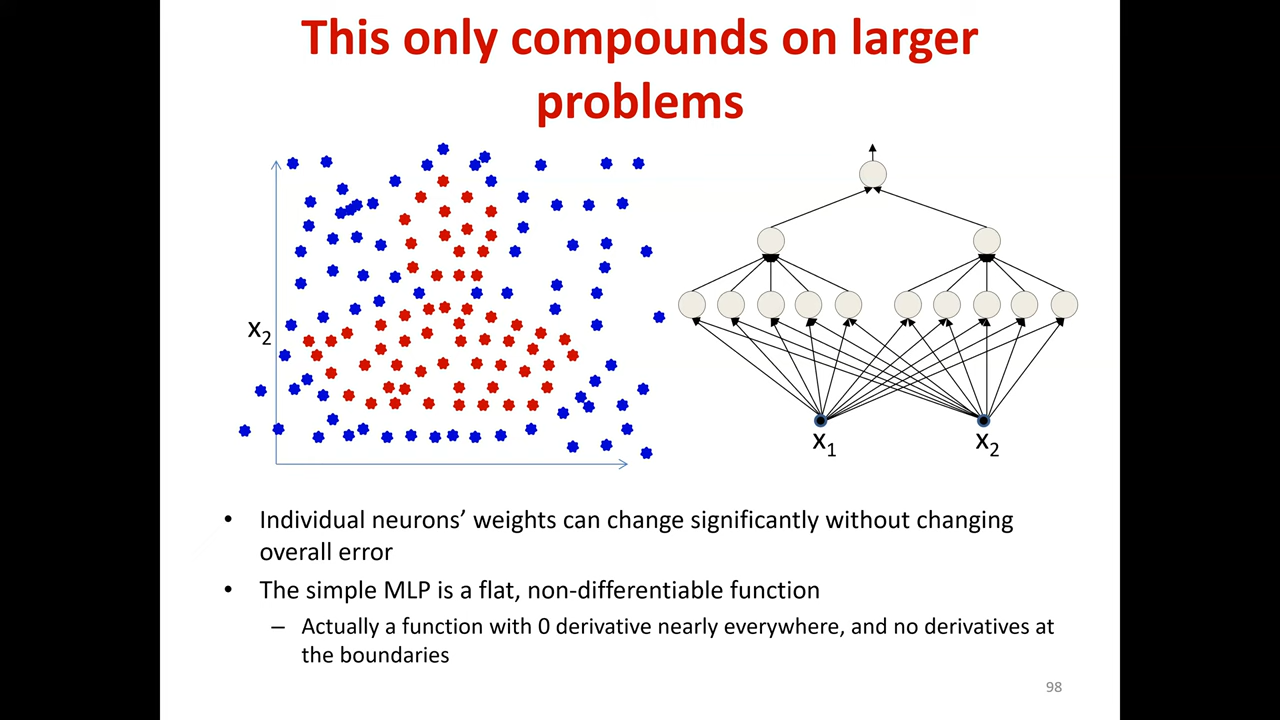 This only compounds on larger
problems
x2
x1
x2
• Individual neurons’ weights can change significantly without changing
overall error
• The simple MLP is a flat, non-differentiable function
– Actually a function with 0 derivative nearly everywhere, and no derivatives at
the boundaries
98